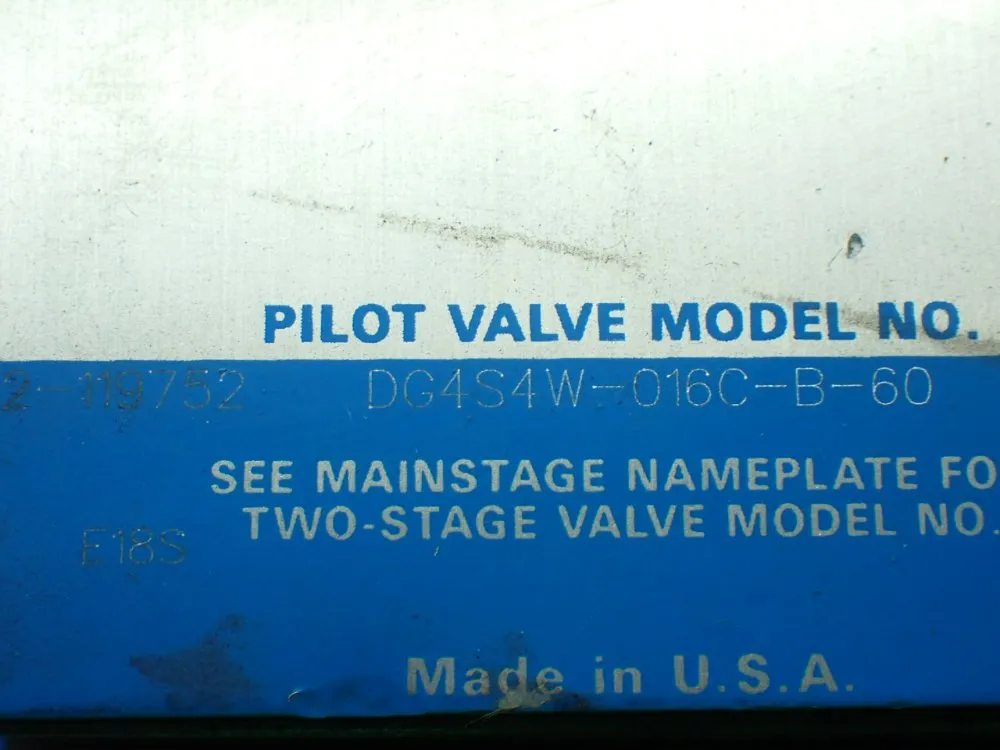 PILOT VALVE MODEL NO.
2-119752 DG4S4W-016C-B-60
SEE MAINSTAGE NAMEPLATE FO
TWO-STAGE VALVE MODEL NO.
E18S
Made in U.S.A.